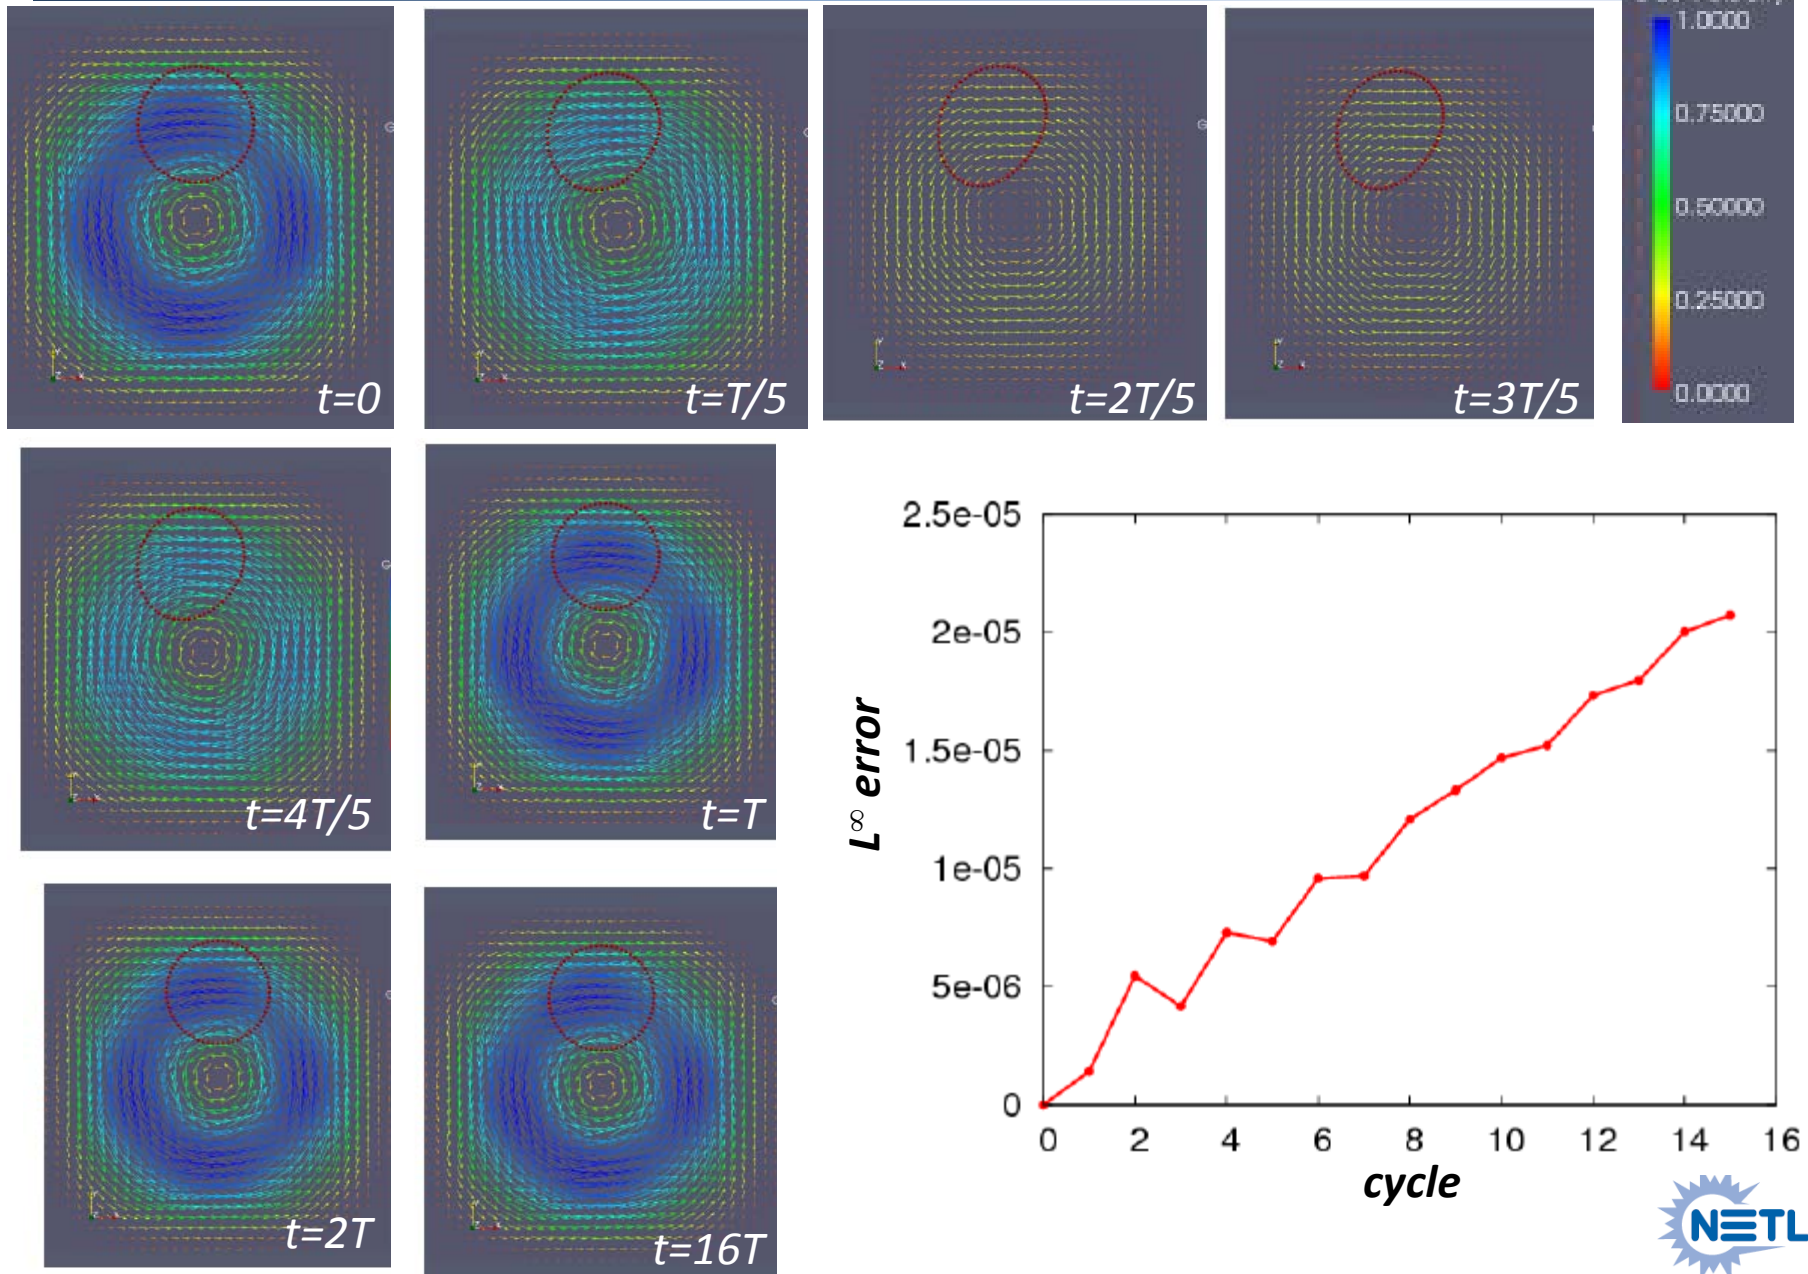 t=0
t=T/5
t=2T/5
t=3T/5
1.0000
0.75000
0.50000
0.25000
0.0000
t=4T/5
t=T
t=2T
t=16T
L∞ error
2.5e-05
2e-05
1.5e-05
1e-05
5e-06
0
0 2 4 6 8 10 12 14 16
cycle
NETL